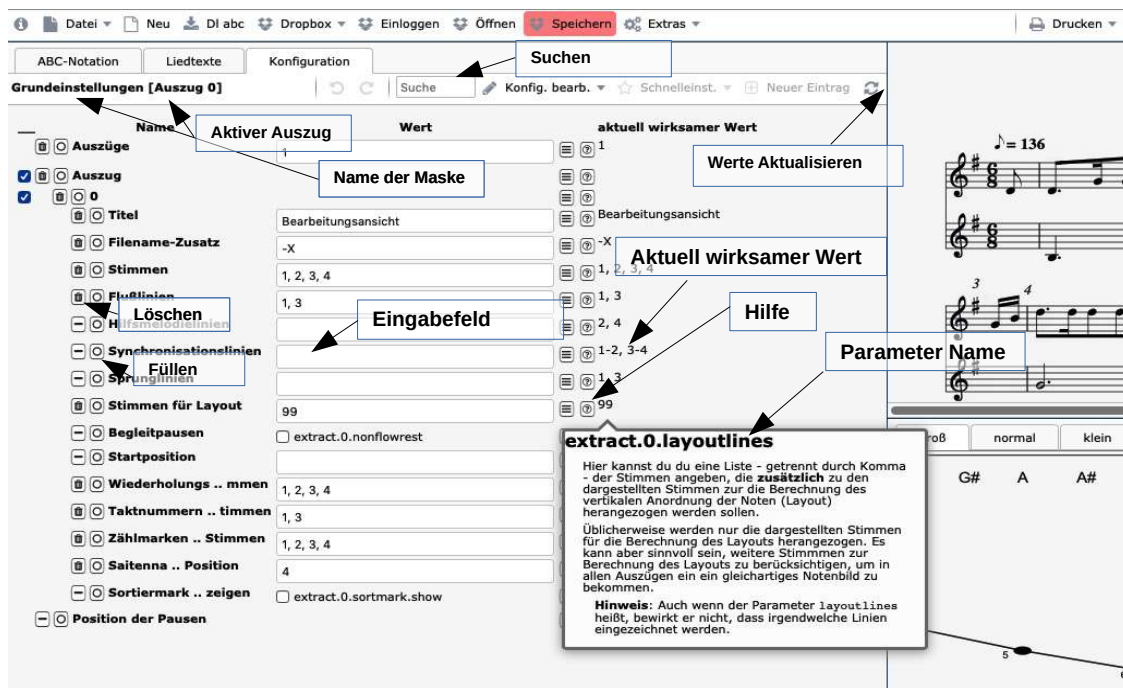 Datei Neu Dl abc Dropbox Einloggen Öffnen Speichern Extras Drucken
ABC-Notation Liedtexte Konfiguration
Suchen
Grundeinstellungen [Auszug 0] Suche Konfig. bearb. Schnelleinst. Neuer Eintrag
Name Wert aktuell wirksamer Wert
Aktiver Auszug
Auszüge 1 1
Werte Aktualisieren
= 136
Name der Maske
Auszug
0
Titel Bearbeitungsansicht Bearbeitungsansicht
Filename-Zusatz -X -X
Aktuell wirksamer Wert
Stimmen 1, 2, 3, 4 1, 2, 3, 4
3 4
Flußlinien 1, 3 1, 3
Löschen
Eingabefeld
Hilfe
Hilfsmelodielinien 2, 4
Synchronisationslinien 1-2, 3-4
Parameter Name
Füllen
Sprunglinien 1, 3
Stimmen für Layout 99 99
Begleitpausen extract.0.nonflowrest
Startposition
Wiederholungs .. mmen 1, 2, 3, 4
Taktnummern .. timmen 1, 3
Zählmarken .. Stimmen 1, 2, 3, 4
Saitenna .. Position 4
Sortiermark .. zeigen extract.0.sortmark.show
Position der Pausen
extract.0.layoutlines
Hier kannst du du eine Liste - getrennt durch Komma
- der Stimmen angeben, die zusätzlich zu den
dargestellten Stimmen zur die Berechnung des
vertikalen Anordnung der Noten (Layout)
herangezogen werden sollen.
Üblicherweise werden nur die dargestellten Stimmen
für die Berechnung des Layouts herangezogen. Es
kann aber sinnvoll sein, weitere Stimmmen zur
Berechnung des Layouts zu berücksichtigen, um in
allen Auszügen ein ein gleichartiges Notenbild zu
bekommen.
Hinweis: Auch wenn der Parameter layoutlines
heißt, bewirkt er nicht, dass irgendwelche Linien
eingezeichnet werden.
roß normal klein
G# A A#
5